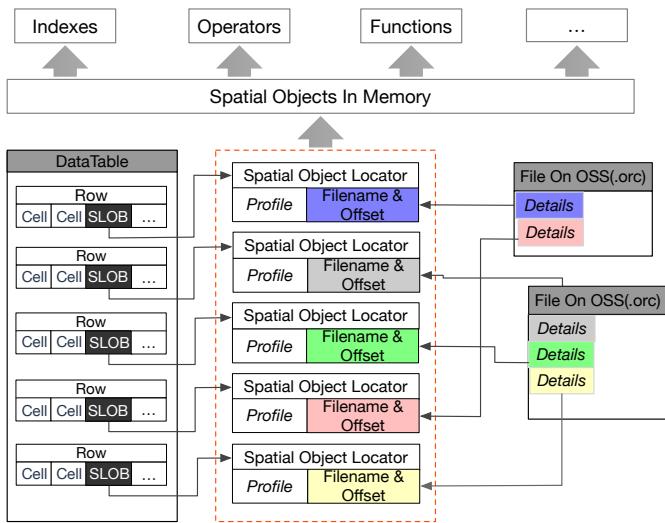 Indexes
Operators
Functions
...
Spatial Objects In Memory
DataTable
Row
Cell Cell SLOB ...
Row
Cell Cell SLOB ...
Row
Cell Cell SLOB ...
Row
Cell Cell SLOB ...
Row
Cell Cell SLOB ...
Spatial Object Locator
Profile
Filename &
Offset
Spatial Object Locator
Profile
Filename &
Offset
Spatial Object Locator
Profile
Filename &
Offset
Spatial Object Locator
Profile
Filename &
Offset
Spatial Object Locator
Profile
Filename &
Offset
File On OSS(.orc)
Details
Details
File On OSS(.orc)
Details
Details
Details